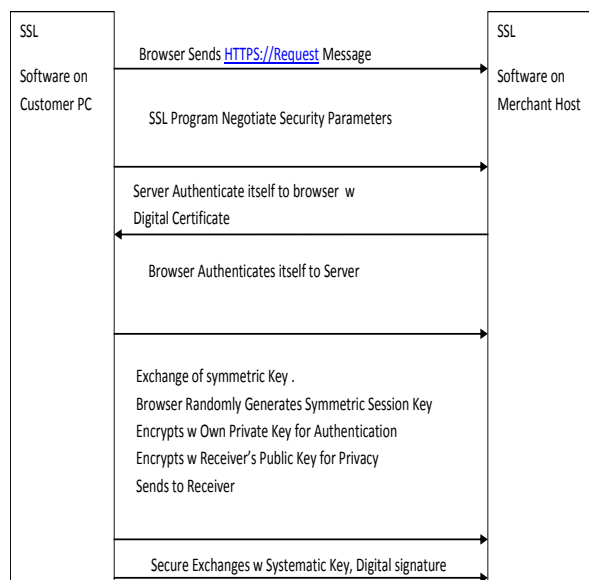 SSL
Software on
Customer PC
SSL
Software on
Merchant Host
Browser Sends HTTPS://Request Message
SSL Program Negotiate Security Parameters
Server Authenticate itself to browser w
Digital Certificate
Browser Authenticates itself to Server
Exchange of symmetric Key .
Browser Randomly Generates Symmetric Session Key
Encrypts w Own Private Key for Authentication
Encrypts w Receiver's Public Key for Privacy
Sends to Receiver
Secure Exchanges w Systematic Key, Digital signature